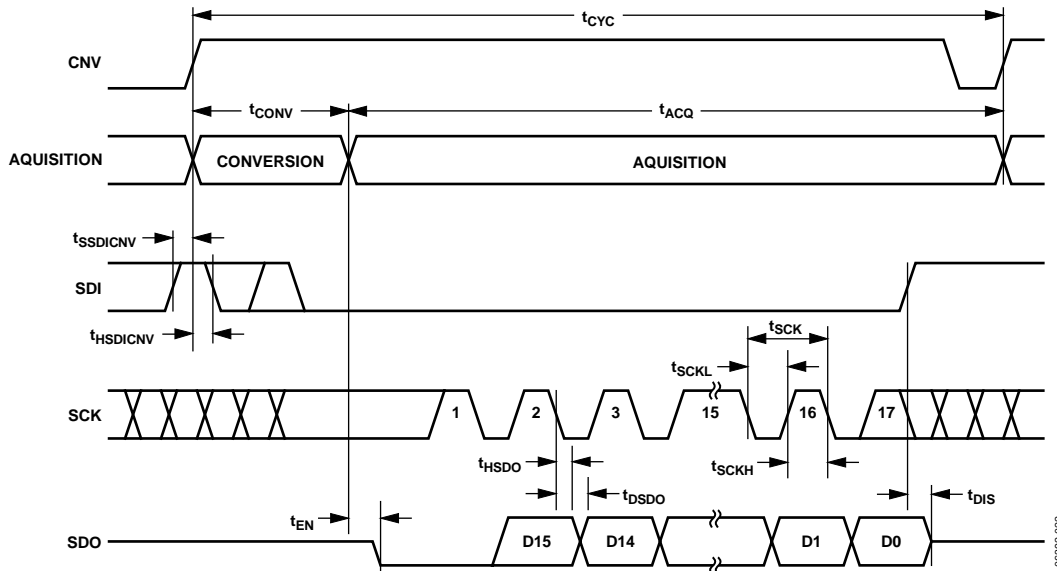 tCYC
CNV
tCONV
tACQ
AQUISITION
CONVERSION
AQUISITION
tSSDICNV
SDI
tHSDICNV
tSCK
tSCKL
SCK
1
2
3
15
16
17
tHSDO
tSCKH
tDSDO
tDIS
tEN
SDO
D15
D14
D1
D0